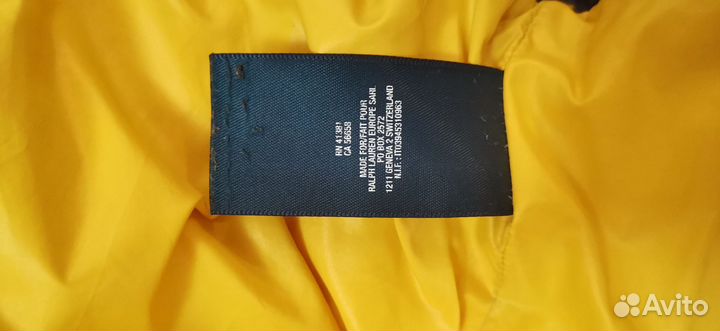 RN 41381
CA 56658
MADE FOR/FAIT POUR
RALPH LAUREN EUROPE SARL
PO BOX 2572
1211 GENEVA 2 SWITZERLAND
N.I.F. : IT03945310963
Avito